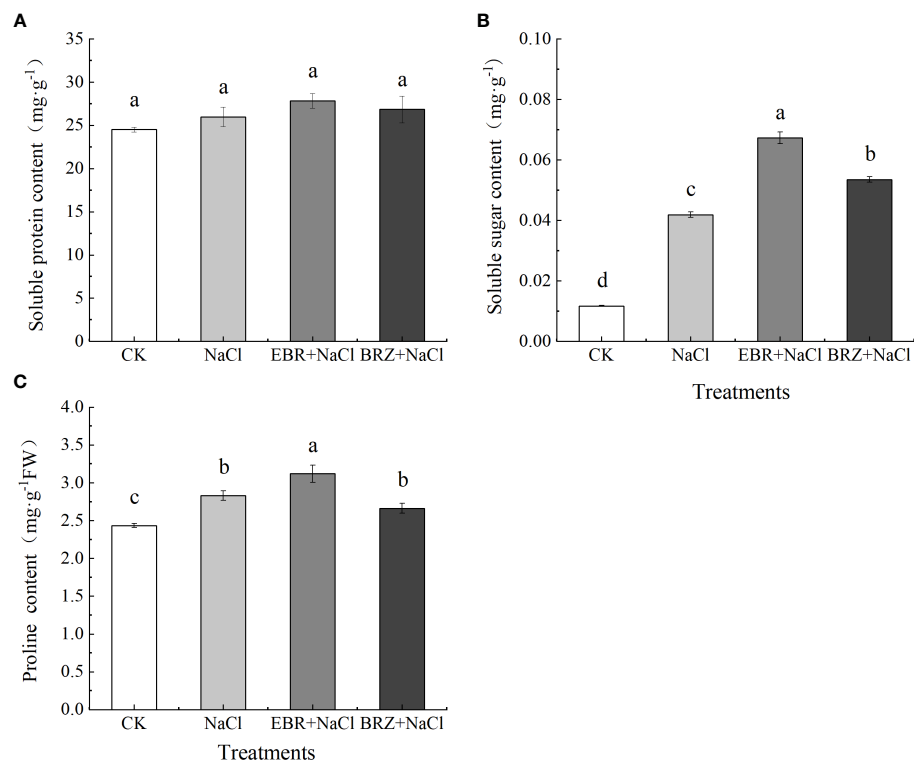 A
Soluble protein content（mg·g⁻¹）
35
30
25
20
15
10
5
0
a
a
a
a
CK
NaCl
EBR+NaCl
BRZ+NaCl
B
Soluble sugar content（mg·g⁻¹）
0.10
0.08
0.06
0.04
0.02
0.00
d
c
a
b
CK
NaCl
EBR+NaCl
BRZ+NaCl
Treatments
C
Proline content（mg·g⁻¹FW）
4.0
3.5
3.0
2.5
2.0
1.5
1.0
0.5
0.0
c
b
a
b
CK
NaCl
EBR+NaCl
BRZ+NaCl
Treatments